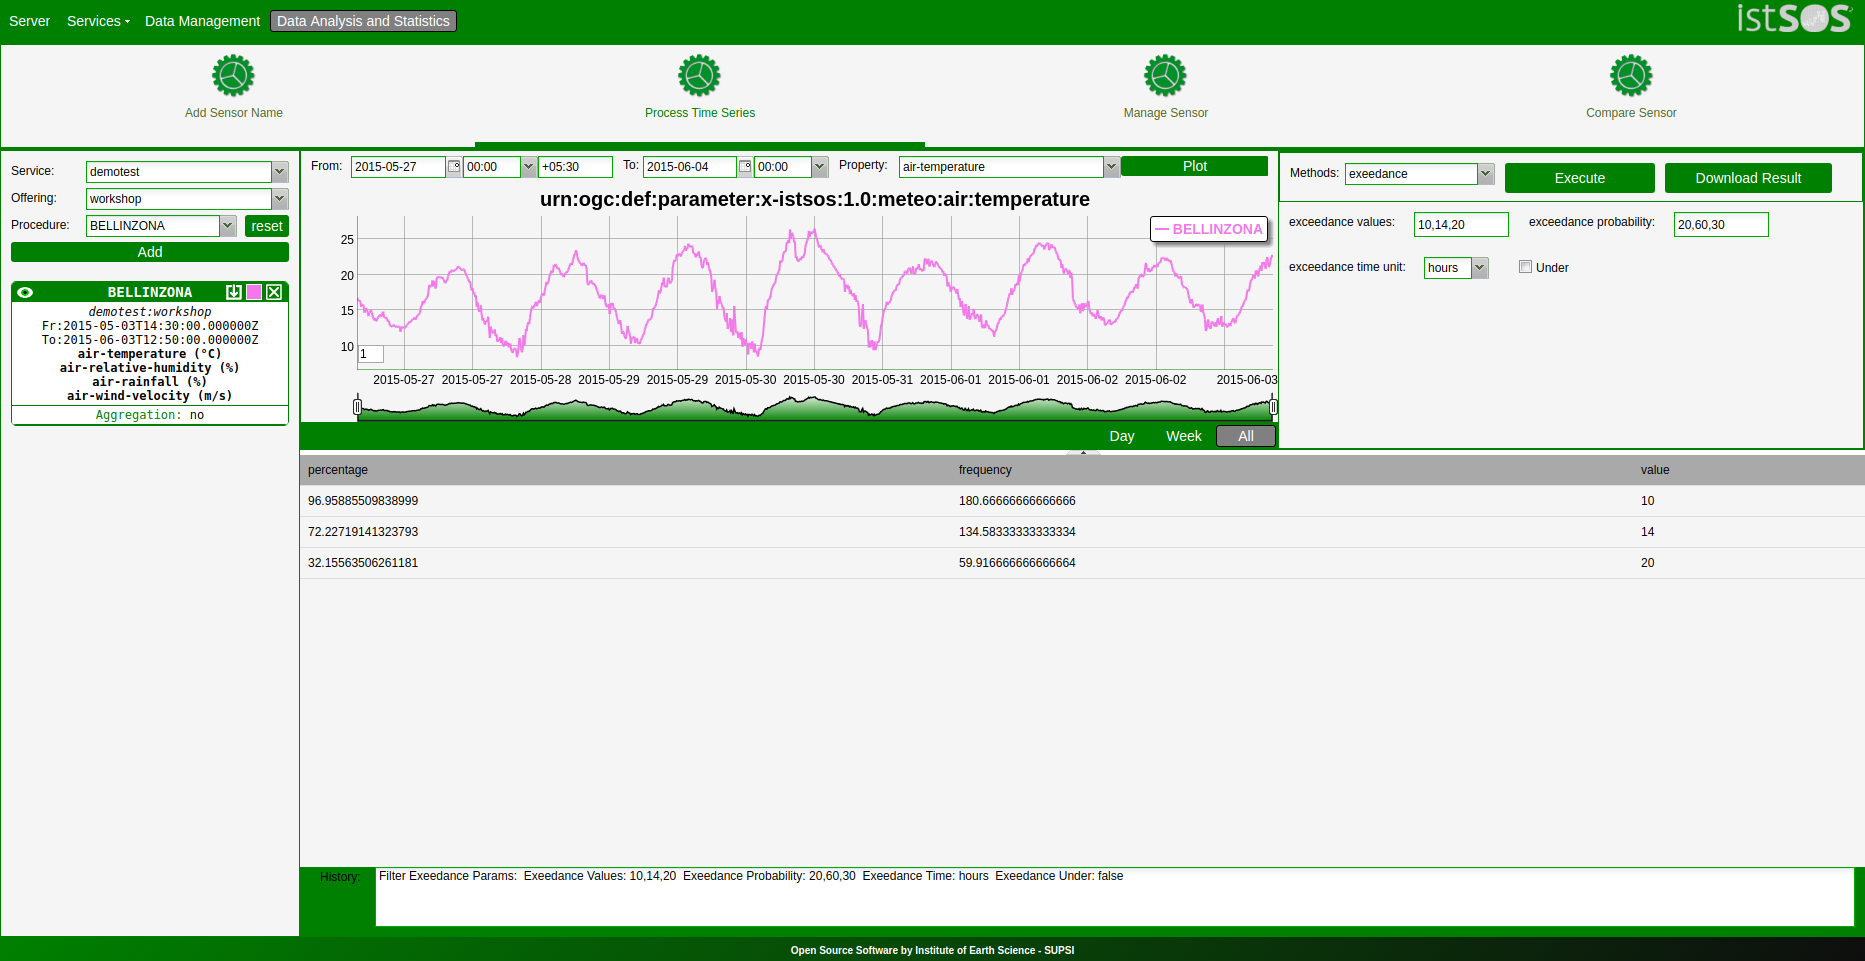 Server Services Data Management Data Analysis and Statistics istSOS
Add Sensor Name Process Time Series Manage Sensor Compare Sensor
Service: demotest
Offering: workshop
Procedure: BELLINZONA reset
Add
BELLINZONA
demotest:workshop
Fr:2015-05-03T14:30:00.000000Z
To:2015-06-03T12:50:00.000000Z
air-temperature (°C)
air-relative-humidity (%)
air-rainfall (%)
air-wind-velocity (m/s)
Aggregation: no
From: 2015-05-27 00:00 +05:30 To: 2015-06-04 00:00 Property: air-temperature Plot
urn:ogc:def:parameter:x-istsos:1.0:meteo:air:temperature
BELLINZONA
25
20
15
10
1
2015-05-27 2015-05-27 2015-05-28 2015-05-29 2015-05-29 2015-05-30 2015-05-30 2015-05-31 2015-06-01 2015-06-01 2015-06-02 2015-06-02 2015-06-03
Day Week All
Methods: exeedance Execute Download Result
exceedance values: 10,14,20 exceedance probability: 20,60,30
exceedance time unit: hours Under
percentage frequency value
96.95885509838999 180.66666666666666 10
72.22719141323793 134.58333333333334 14
32.15563506261181 59.916666666666664 20
History: Filter Exeedance Params: Exeedance Values: 10,14,20 Exeedance Probability: 20,60,30 Exeedance Time: hours Exeedance Under: false
Open Source Software by Institute of Earth Science - SUPSI